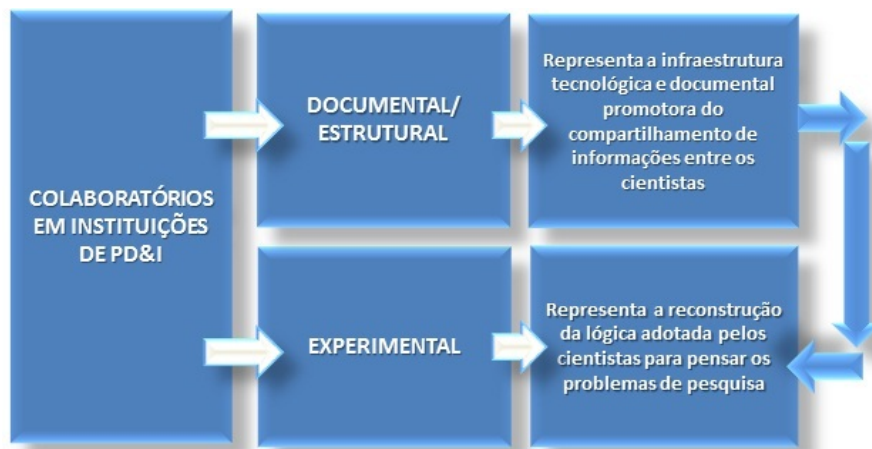 COLABORATÓRIOS
EM INSTITUIÇÕES
DE PD&I
DOCUMENTAL/
ESTRUTURAL
Representa a infraestrutura
tecnológica e documental
promotora do
compartilhamento de
informações entre os
cientistas
EXPERIMENTAL
Representa a reconstrução
da lógica adotada pelos
cientistas para pensar os
problemas de pesquisa